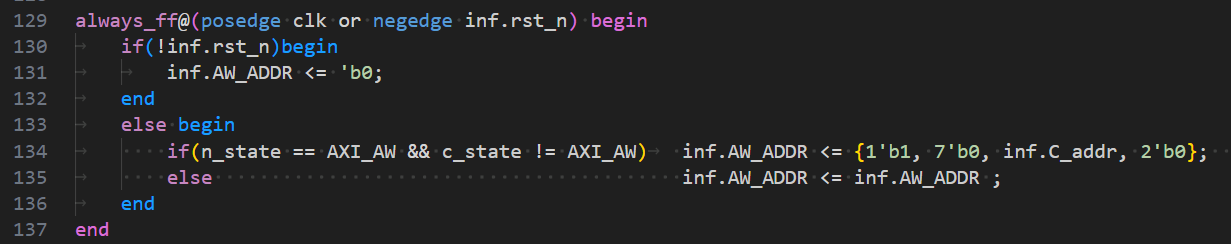 129 always_ff@(posedge clk or negedge inf.rst_n) begin
130 if(!inf.rst_n)begin
131 inf.AW_ADDR <= 'b0;
132 end
133 else begin
134 if(n_state == AXI_AW && c_state != AXI_AW) inf.AW_ADDR <= {1'b1, 7'b0, inf.C_addr, 2'b0};
135 else inf.AW_ADDR <= inf.AW_ADDR ;
136 end
137 end